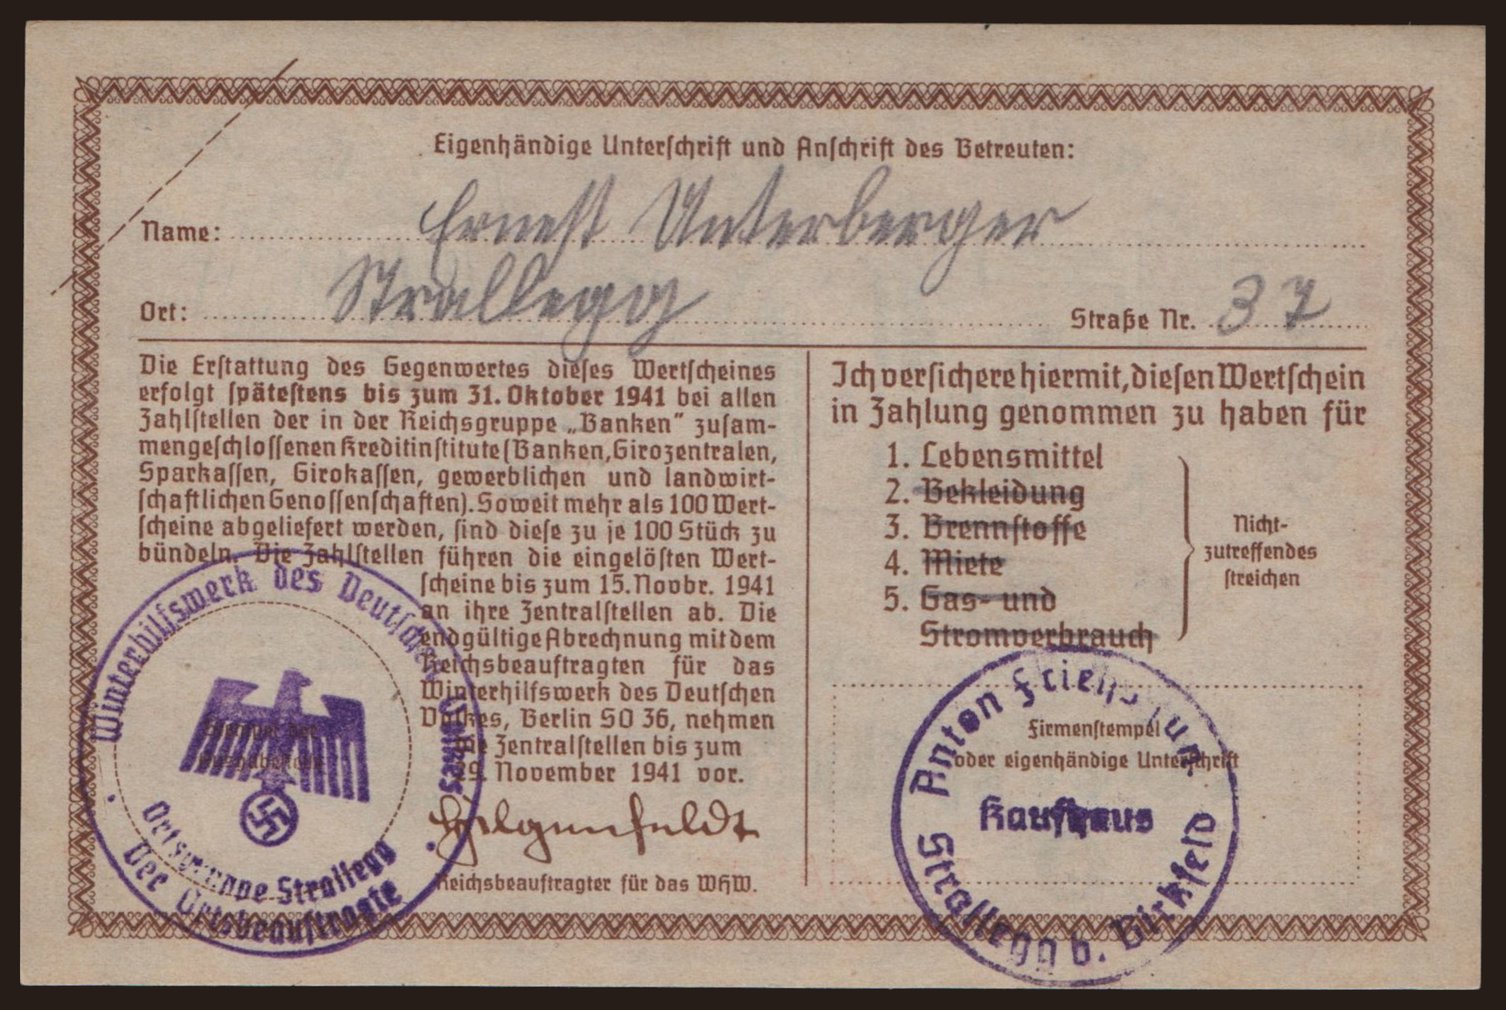 Eigenhändige Unterschrift und Anschrift des Betreuten:
Name: Ernest Unterberger
Ort: Strallegg Straße Nr. 37
Die Erstattung des Gegenwertes dieses Wertscheines
erfolgt spätestens bis zum 31. Oktober 1941 bei allen
Zahlstellen der in der Reichsgruppe „Banken“ zusam-
mengeschlossenen Kreditinstitute (Banken, Girozentralen,
Sparkassen, Girokassen, gewerblichen und landwirt-
schaftlichen Genossenschaften). Soweit mehr als 100 Wert-
scheine abgeliefert werden, sind diese zu je 100 Stück zu
bündeln. Die Zahlstellen führen die eingelösten Wert-
scheine bis zum 15. Novbr. 1941
an ihre Zentralstellen ab. Die
endgültige Abrechnung mit dem
Reichsbeauftragten für das
Winterhilfswerk des Deutschen
Volkes, Berlin SO 36, nehmen
die Zentralstellen bis zum
29. November 1941 vor.
Hilgenfeldt
Reichsbeauftragter für das WHW.
Winterhilfswerk des Deutschen Volkes
Ortsgruppe Strallegg
Der Ortsbeauftragte
Ich versichere hiermit, diesen Wertschein
in Zahlung genommen zu haben für
1. Lebensmittel
2. Bekleidung
3. Brennstoffe
4. Miete
5. Gas- und
Stromverbrauch
Nicht-
zutreffendes
streichen
Firmenstempel
oder eigenhändige Unterschrift
Anton
Kaufhaus
Strallegg b. Birkfeld